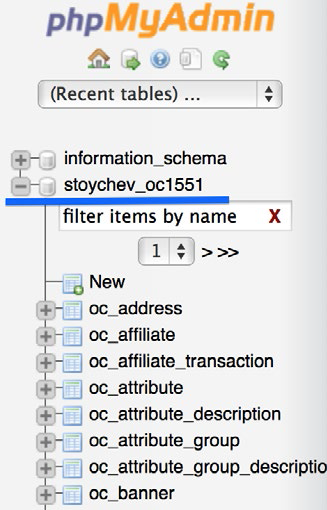 phpMyAdmin
(Recent tables) ...
information_schema
stoychev_oc1551
filter items by name X
1 > >>
New
oc_address
oc_affiliate
oc_affiliate_transaction
oc_attribute
oc_attribute_description
oc_attribute_group
oc_attribute_group_descriptio
oc_banner